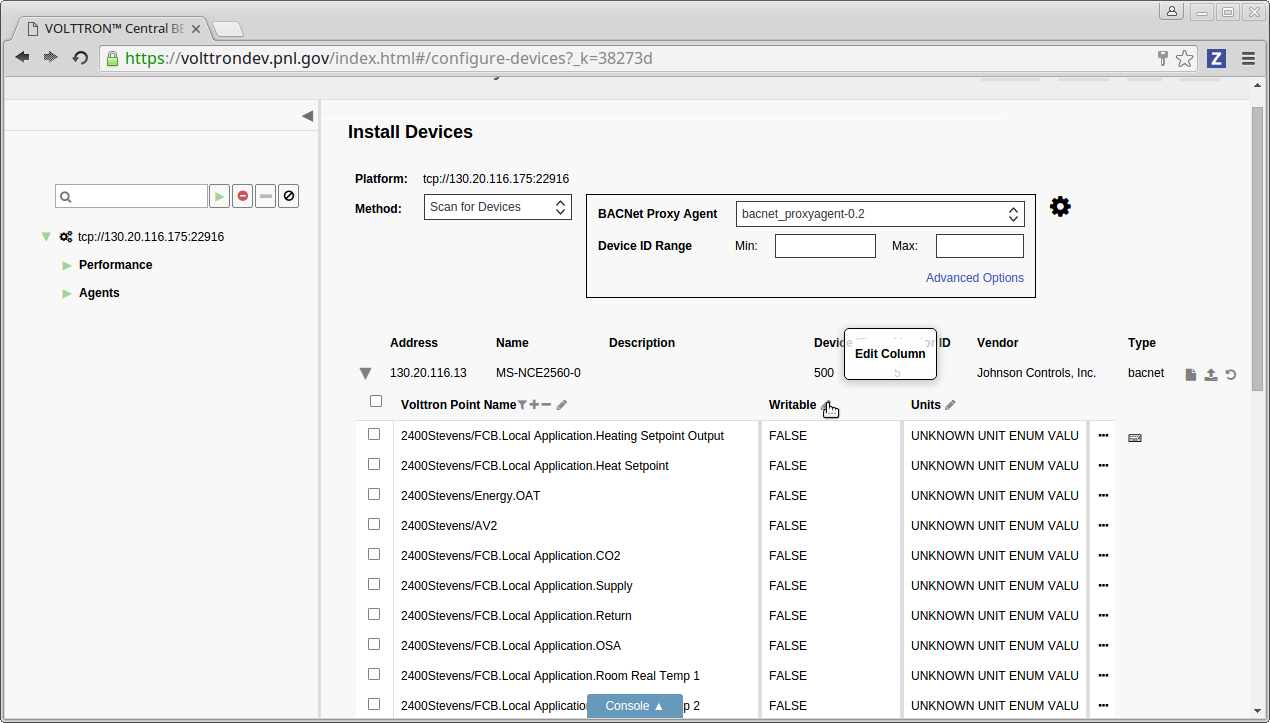 VOLTTRON™ Central BE
https://volttrondev.pnl.gov/index.html#/configure-devices?_k=38273d
Z
Install Devices
Platform: tcp://130.20.116.175:22916
Method: Scan for Devices
BACNet Proxy Agent bacnet_proxyagent-0.2
Device ID Range Min: Max:
Advanced Options
tcp://130.20.116.175:22916
Performance
Agents
Address Name Description ID Vendor Type
Edit Column
130.20.116.13 MS-NCE2560-0 500 Johnson Controls, Inc. bacnet
Volttron Point Name Writable Units
2400Stevens/FCB.Local Application.Heating Setpoint Output FALSE UNKNOWN UNIT ENUM VALU
2400Stevens/FCB.Local Application.Heat Setpoint FALSE UNKNOWN UNIT ENUM VALU
2400Stevens/Energy.OAT FALSE UNKNOWN UNIT ENUM VALU
2400Stevens/AV2 FALSE UNKNOWN UNIT ENUM VALU
2400Stevens/FCB.Local Application.CO2 FALSE UNKNOWN UNIT ENUM VALU
2400Stevens/FCB.Local Application.Supply FALSE UNKNOWN UNIT ENUM VALU
2400Stevens/FCB.Local Application.Return FALSE UNKNOWN UNIT ENUM VALU
2400Stevens/FCB.Local Application.OSA FALSE UNKNOWN UNIT ENUM VALU
2400Stevens/FCB.Local Application.Room Real Temp 1 FALSE UNKNOWN UNIT ENUM VALU
2400Stevens/FCB.Local Application p 2 FALSE UNKNOWN UNIT ENUM VALU
Console ▲